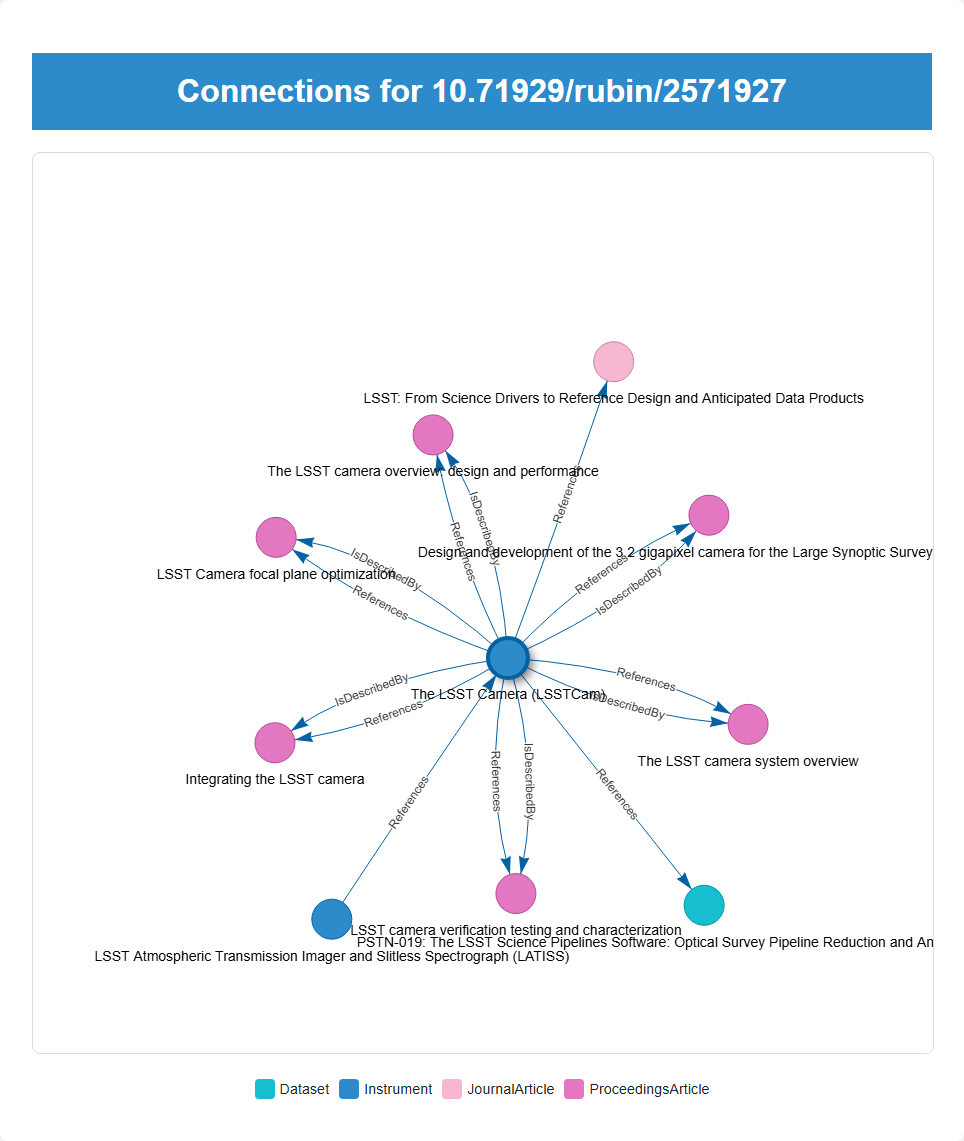 Connections for 10.71929/rubin/2571927
LSST: From Science Drivers to Reference Design and Anticipated Data Products
The LSST camera overview: design and performance
References
IsDescribedBy
References
Design and development of the 3.2 gigapixel camera for the Large Synoptic Survey
LSST Camera focal plane optimization
IsDescribedBy
References
References
IsDescribedBy
The LSST Camera (LSSTCam)
IsDescribedBy
References
References
IsDescribedBy
Integrating the LSST camera
The LSST camera system overview
References
References
IsDescribedBy
References
LSST camera verification testing and characterization
PSTN-019: The LSST Science Pipelines Software: Optical Survey Pipeline Reduction and An
LSST Atmospheric Transmission Imager and Slitless Spectrograph (LATISS)
Dataset
Instrument
JournalArticle
ProceedingsArticle